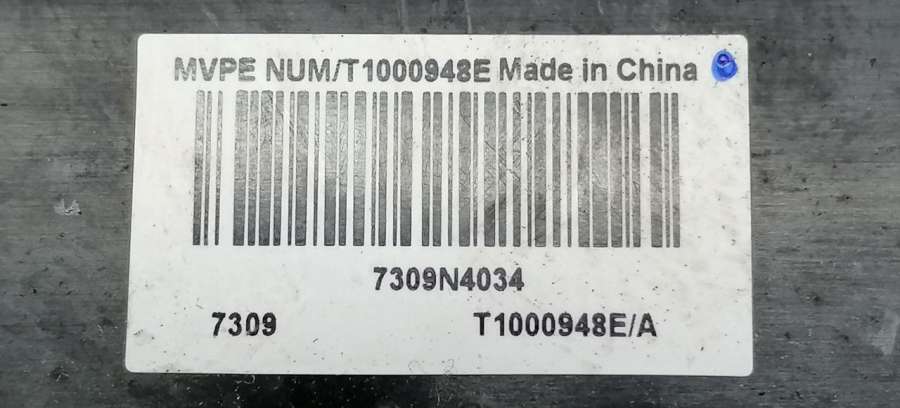 MVPE NUM/T1000948E Made in China
7309N4034
7309 T1000948E/A